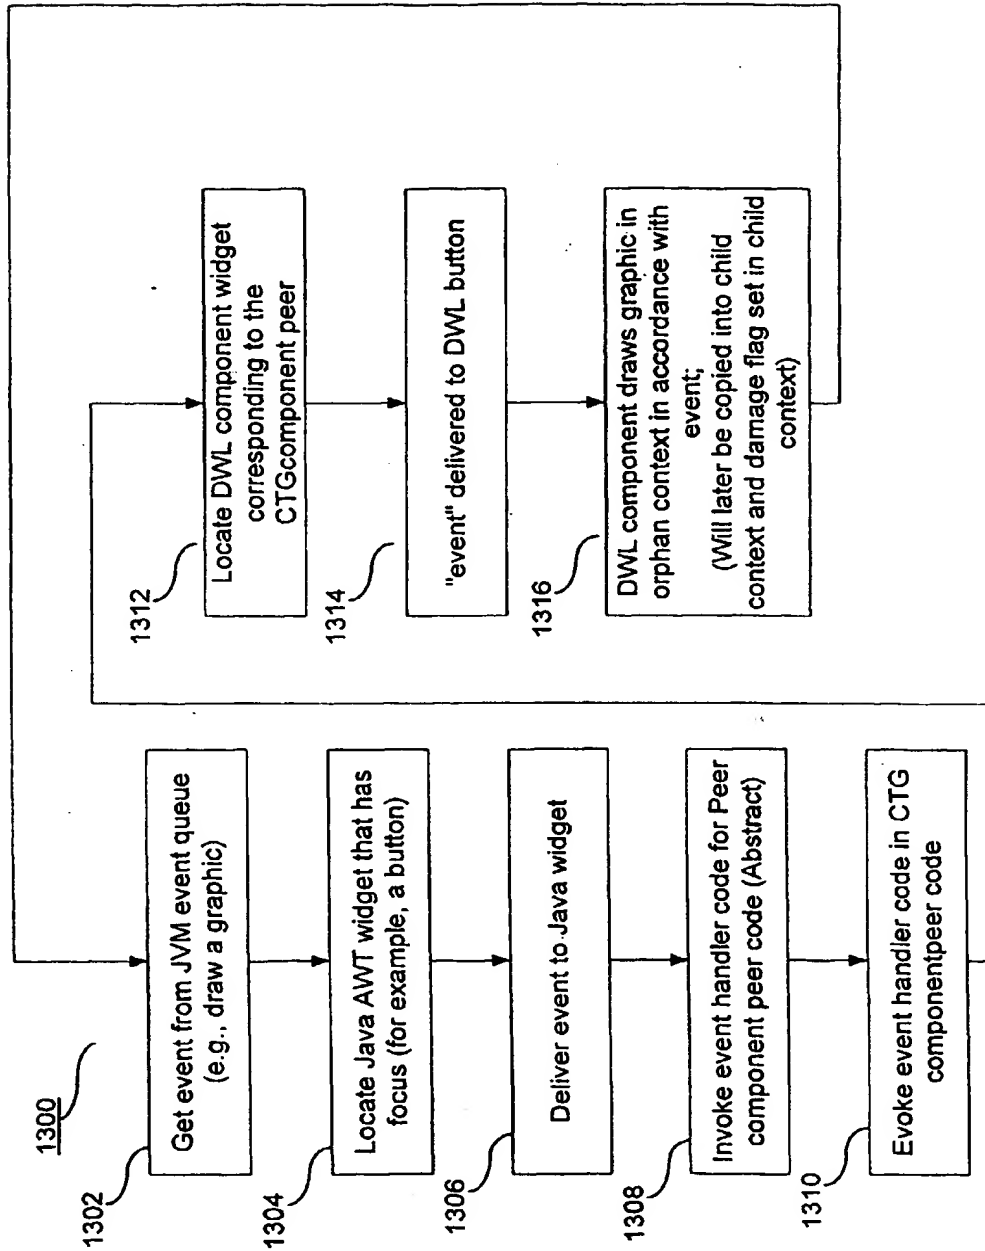 1300
1302
Get event from JVM event queue
(e.g., draw a graphic)
1304
Locate Java AWT widget that has
focus (for example, a button)
1306
Deliver event to Java widget
1308
Invoke event handler code for Peer
component peer code (Abstract)
1310
Evoke event handler code in CTG
componentpeer code
1312
Locate DWL component widget
corresponding to the
CTGcomponent peer
1314
"event" delivered to DWL button
1316
DWL component draws graphic in
orphan context in accordance with
event;
(Will later be copied into child
context and damage flag set in child
context)